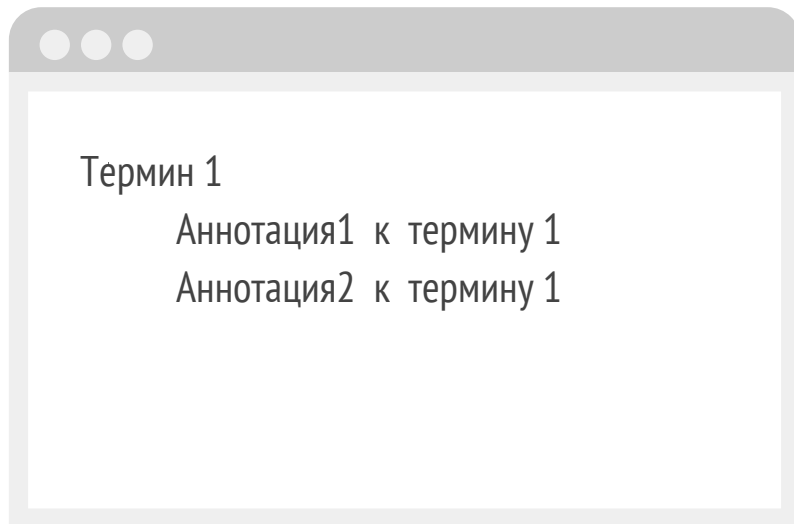 Термин 1
Аннотация1 к термину 1
Аннотация2 к термину 1